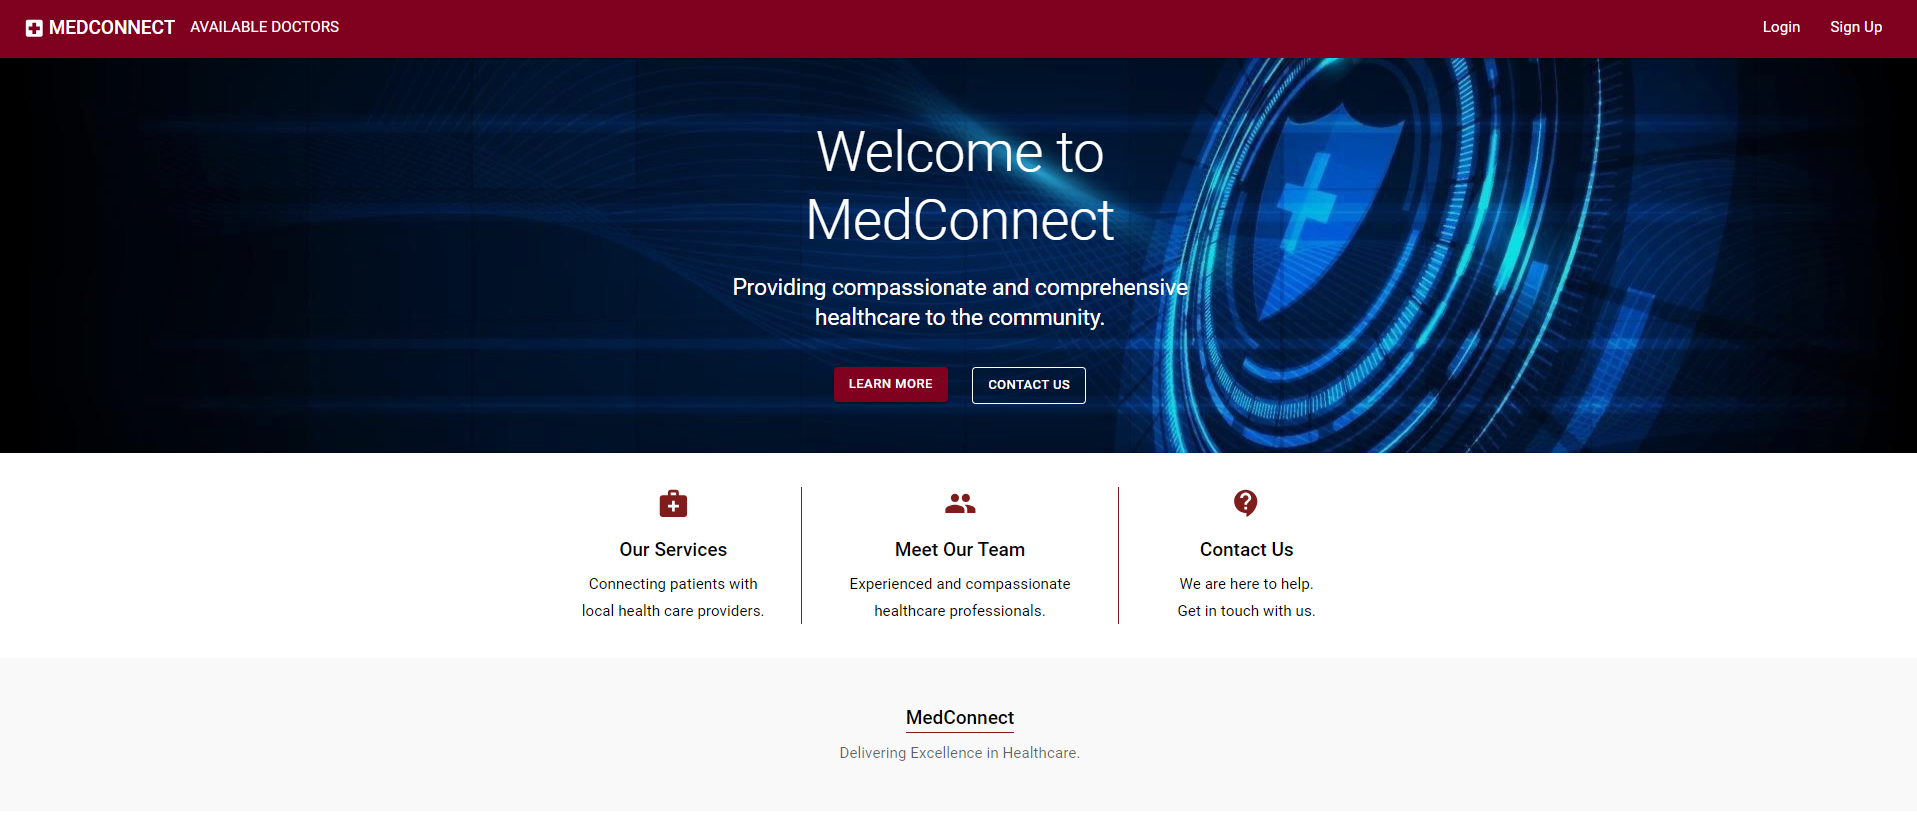 MEDCONNECT AVAILABLE DOCTORS Login Sign Up
Welcome to
MedConnect
Providing compassionate and comprehensive
healthcare to the community.
LEARN MORE CONTACT US
Our Services
Connecting patients with
local health care providers.
Meet Our Team
Experienced and compassionate
healthcare professionals.
Contact Us
We are here to help.
Get in touch with us.
MedConnect
Delivering Excellence in Healthcare.